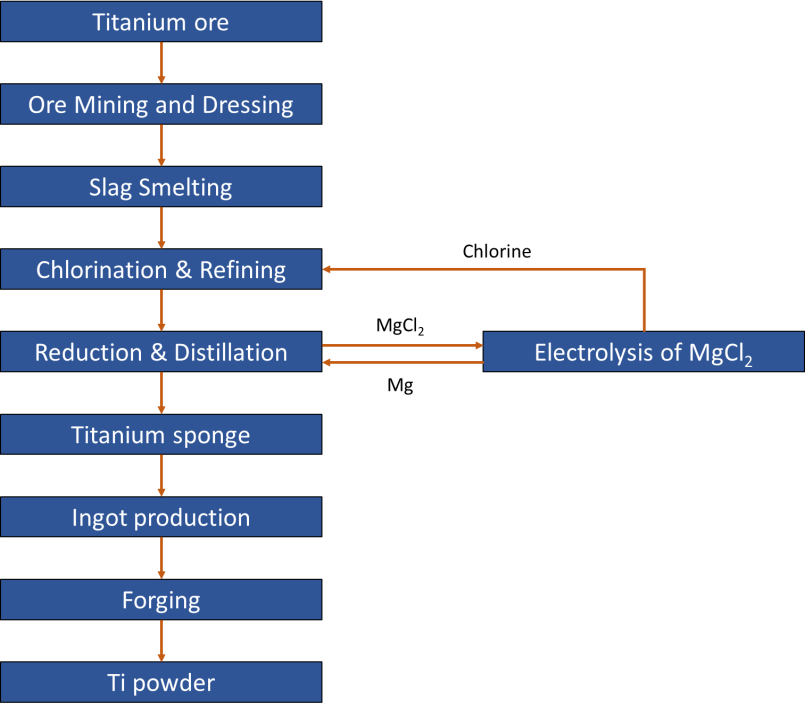 Titanium ore
Ore Mining and Dressing
Slag Smelting
Chlorine
Chlorination & Refining
MgCl₂
Reduction & Distillation
Electrolysis of MgCl₂
Mg
Titanium sponge
Ingot production
Forging
Ti powder